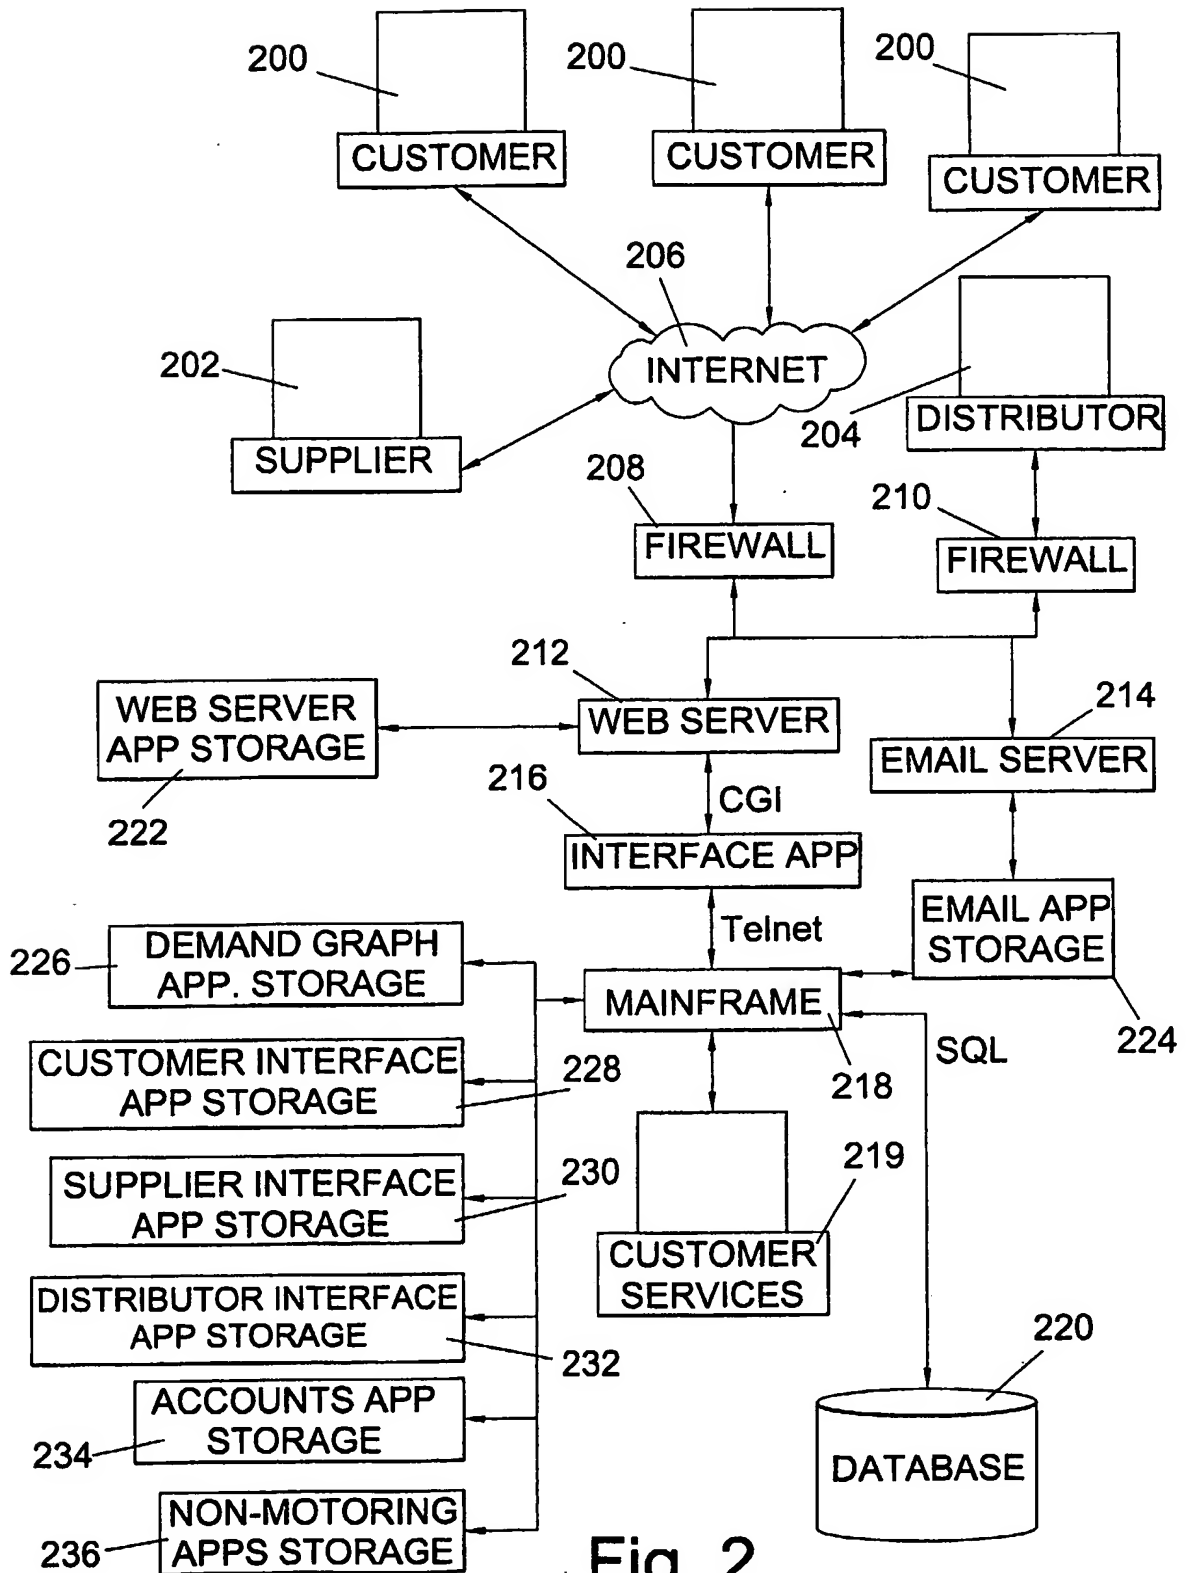 200
200
200
CUSTOMER
CUSTOMER
CUSTOMER
206
INTERNET
202
SUPPLIER
204
DISTRIBUTOR
208
FIREWALL
210
FIREWALL
212
WEB SERVER
WEB SERVER
APP STORAGE
222
214
EMAIL SERVER
216
CGI
INTERFACE APP
Telnet
EMAIL APP
STORAGE
224
226
DEMAND GRAPH
APP. STORAGE
MAINFRAME
218
SQL
CUSTOMER INTERFACE
APP STORAGE
228
SUPPLIER INTERFACE
APP STORAGE
230
219
CUSTOMER
SERVICES
DISTRIBUTOR INTERFACE
APP STORAGE
232
220
DATABASE
ACCOUNTS APP
STORAGE
234
NON-MOTORING
APPS STORAGE
236
Fig. 2